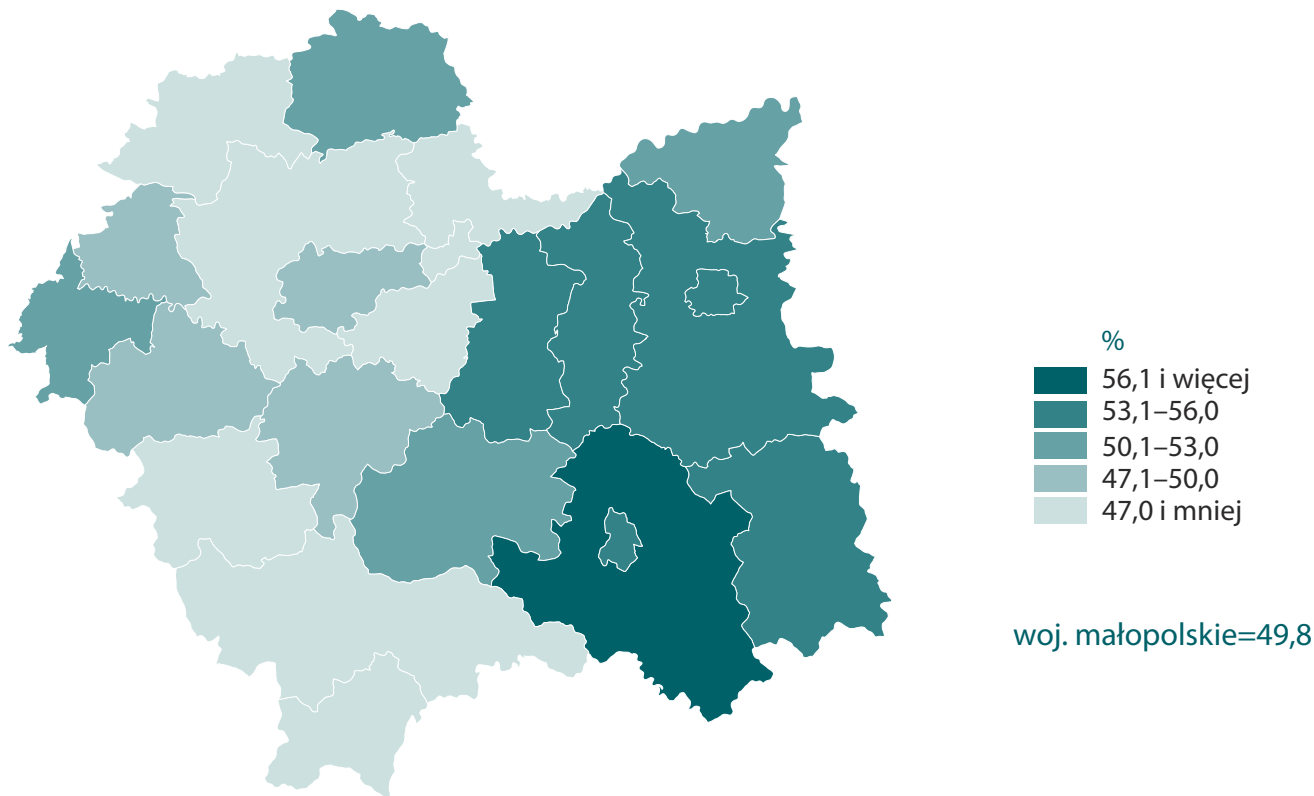 %
56,1 i więcej
53,1–56,0
50,1–53,0
47,1–50,0
47,0 i mniej
woj. małopolskie=49,8